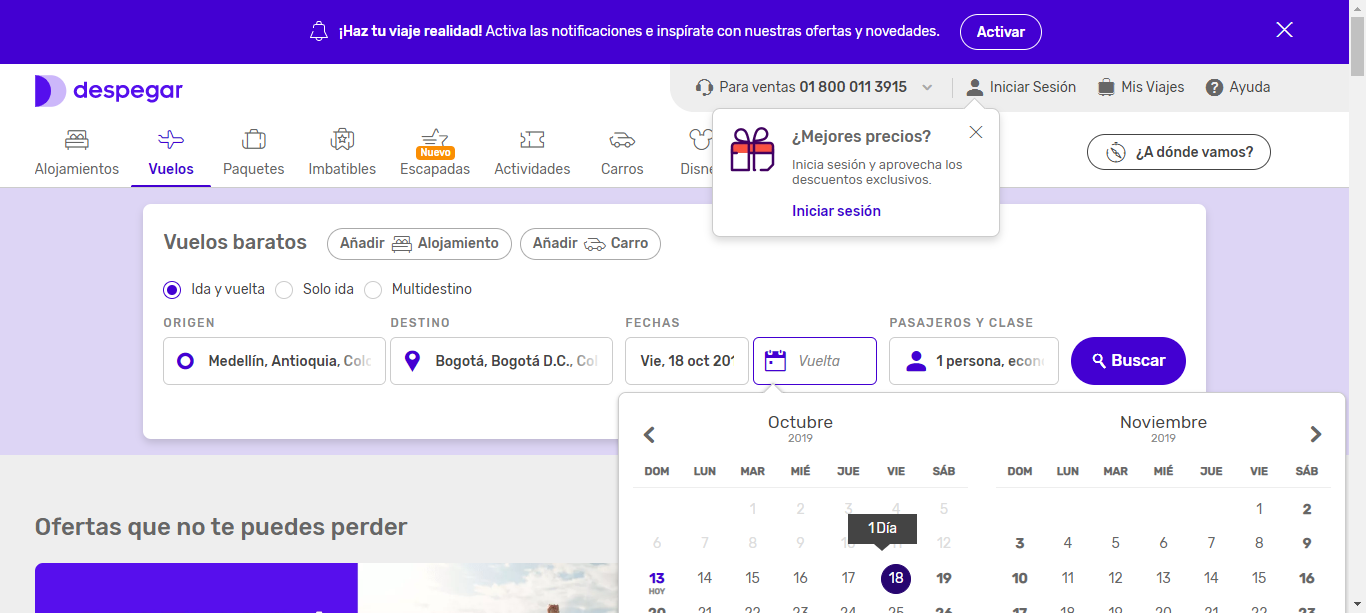 ¡Haz tu viaje realidad! Activa las notificaciones e inspírate con nuestras ofertas y novedades.
Activar
despegar
Para ventas 01 800 011 3915
Iniciar Sesión
Mis Viajes
Ayuda
Alojamientos
Vuelos
Paquetes
Imbatibles
Nuevo
Escapadas
Actividades
Carros
Disne
¿A dónde vamos?
¿Mejores precios?
Inicia sesión y aprovecha los
descuentos exclusivos.
Iniciar sesión
Vuelos baratos
Añadir Alojamiento
Añadir Carro
Ida y vuelta
Solo ida
Multidestino
ORIGEN
DESTINO
FECHAS
PASAJEROS Y CLASE
Medellín, Antioquia, Colo
Bogotá, Bogotá D.C., Col
Vie, 18 oct 201
Vuelta
1 persona, econ
Buscar
Octubre
2019
DOM LUN MAR MIÉ JUE VIE SÁB
1 2 3 4 5
1 Día
6 7 8 9 10 11 12
13 14 15 16 17 18 19
HOY
20 21 22 23 24 25 26
Noviembre
2019
DOM LUN MAR MIÉ JUE VIE SÁB
1 2
3 4 5 6 7 8 9
10 11 12 13 14 15 16
17 18 19 20 21 22 23
Ofertas que no te puedes perder